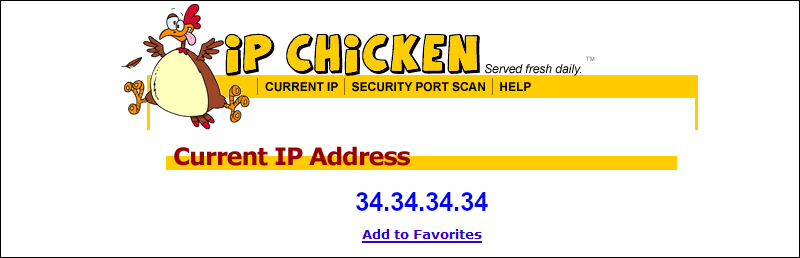 iP CHiCKEN
Served fresh daily. ™
CURRENT IP | SECURITY PORT SCAN | HELP
Current IP Address
34.34.34.34
Add to Favorites